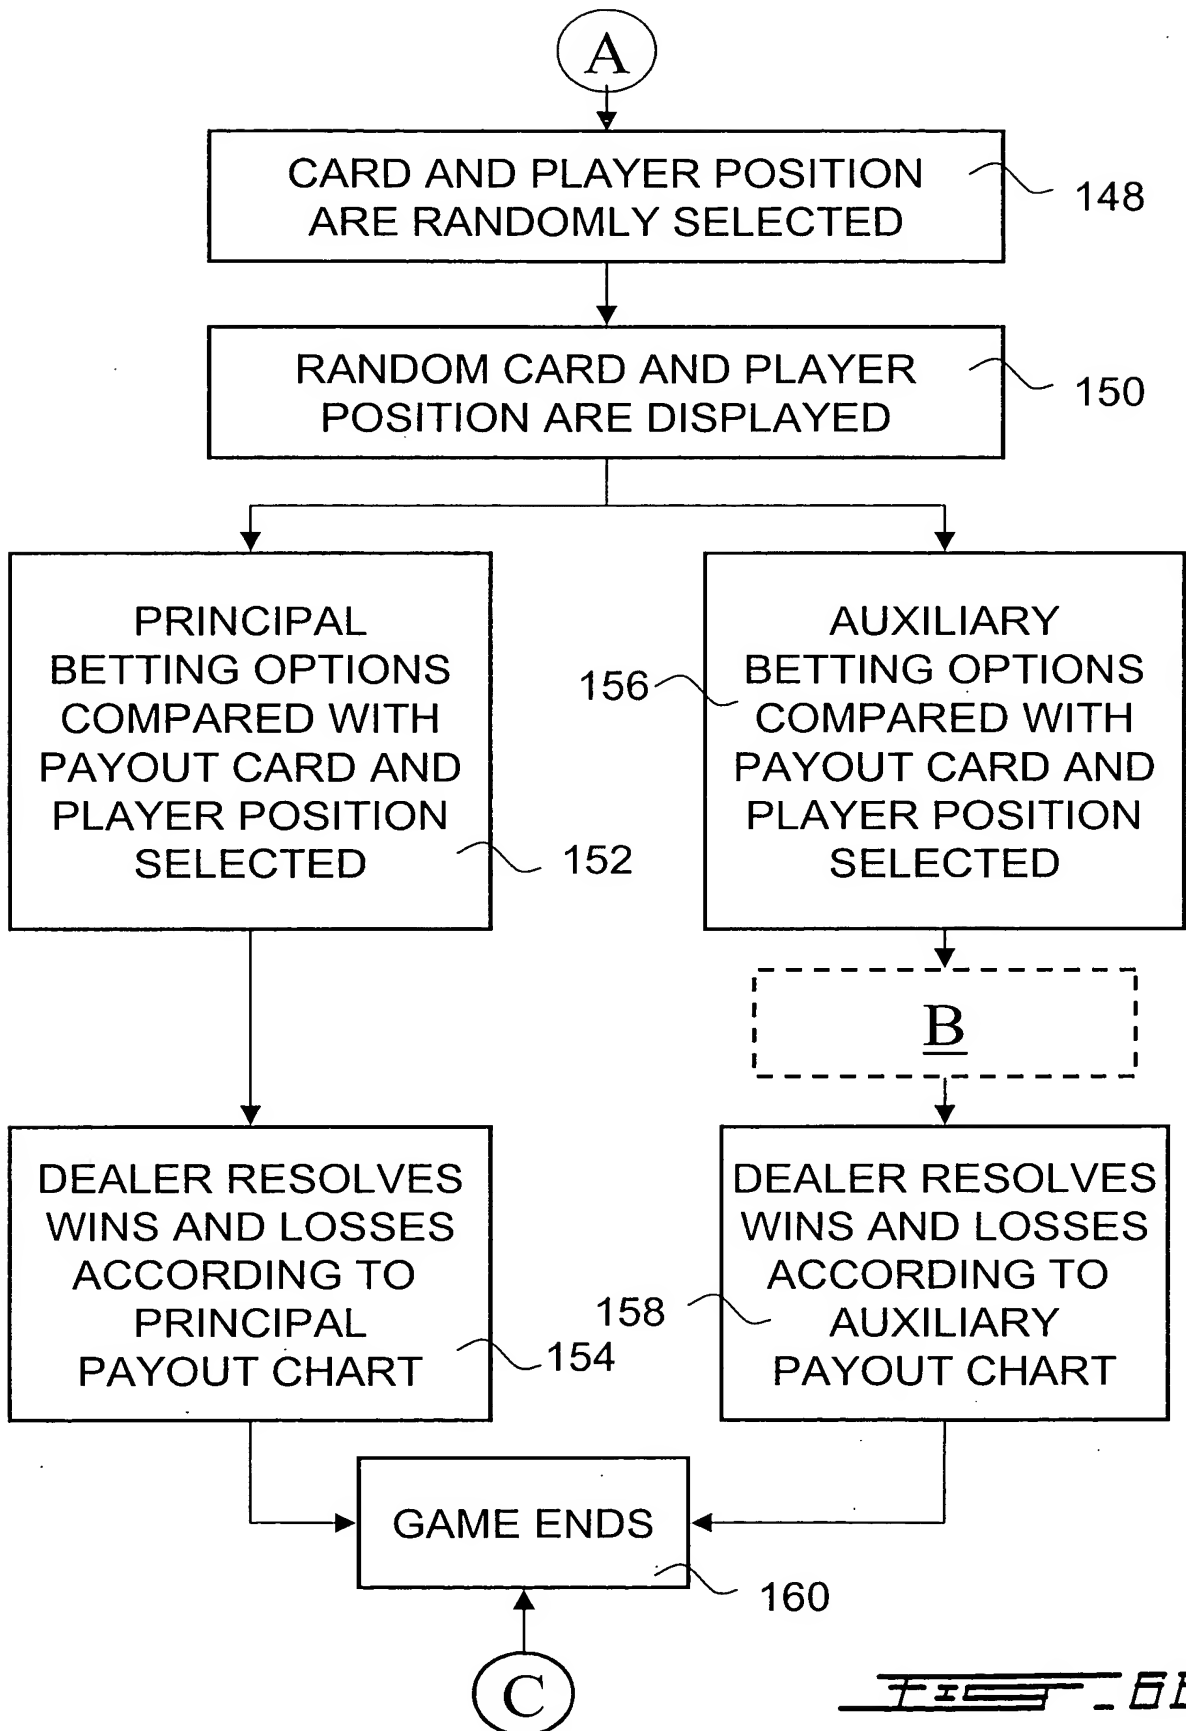 A
CARD AND PLAYER POSITION
ARE RANDOMLY SELECTED
148
RANDOM CARD AND PLAYER
POSITION ARE DISPLAYED
150
PRINCIPAL
BETTING OPTIONS
COMPARED WITH
PAYOUT CARD AND
PLAYER POSITION
SELECTED
152
AUXILIARY
BETTING OPTIONS
COMPARED WITH
PAYOUT CARD AND
PLAYER POSITION
SELECTED
156
B
DEALER RESOLVES
WINS AND LOSSES
ACCORDING TO
PRINCIPAL
PAYOUT CHART
154
DEALER RESOLVES
WINS AND LOSSES
ACCORDING TO
AUXILIARY
PAYOUT CHART
158
GAME ENDS
160
C